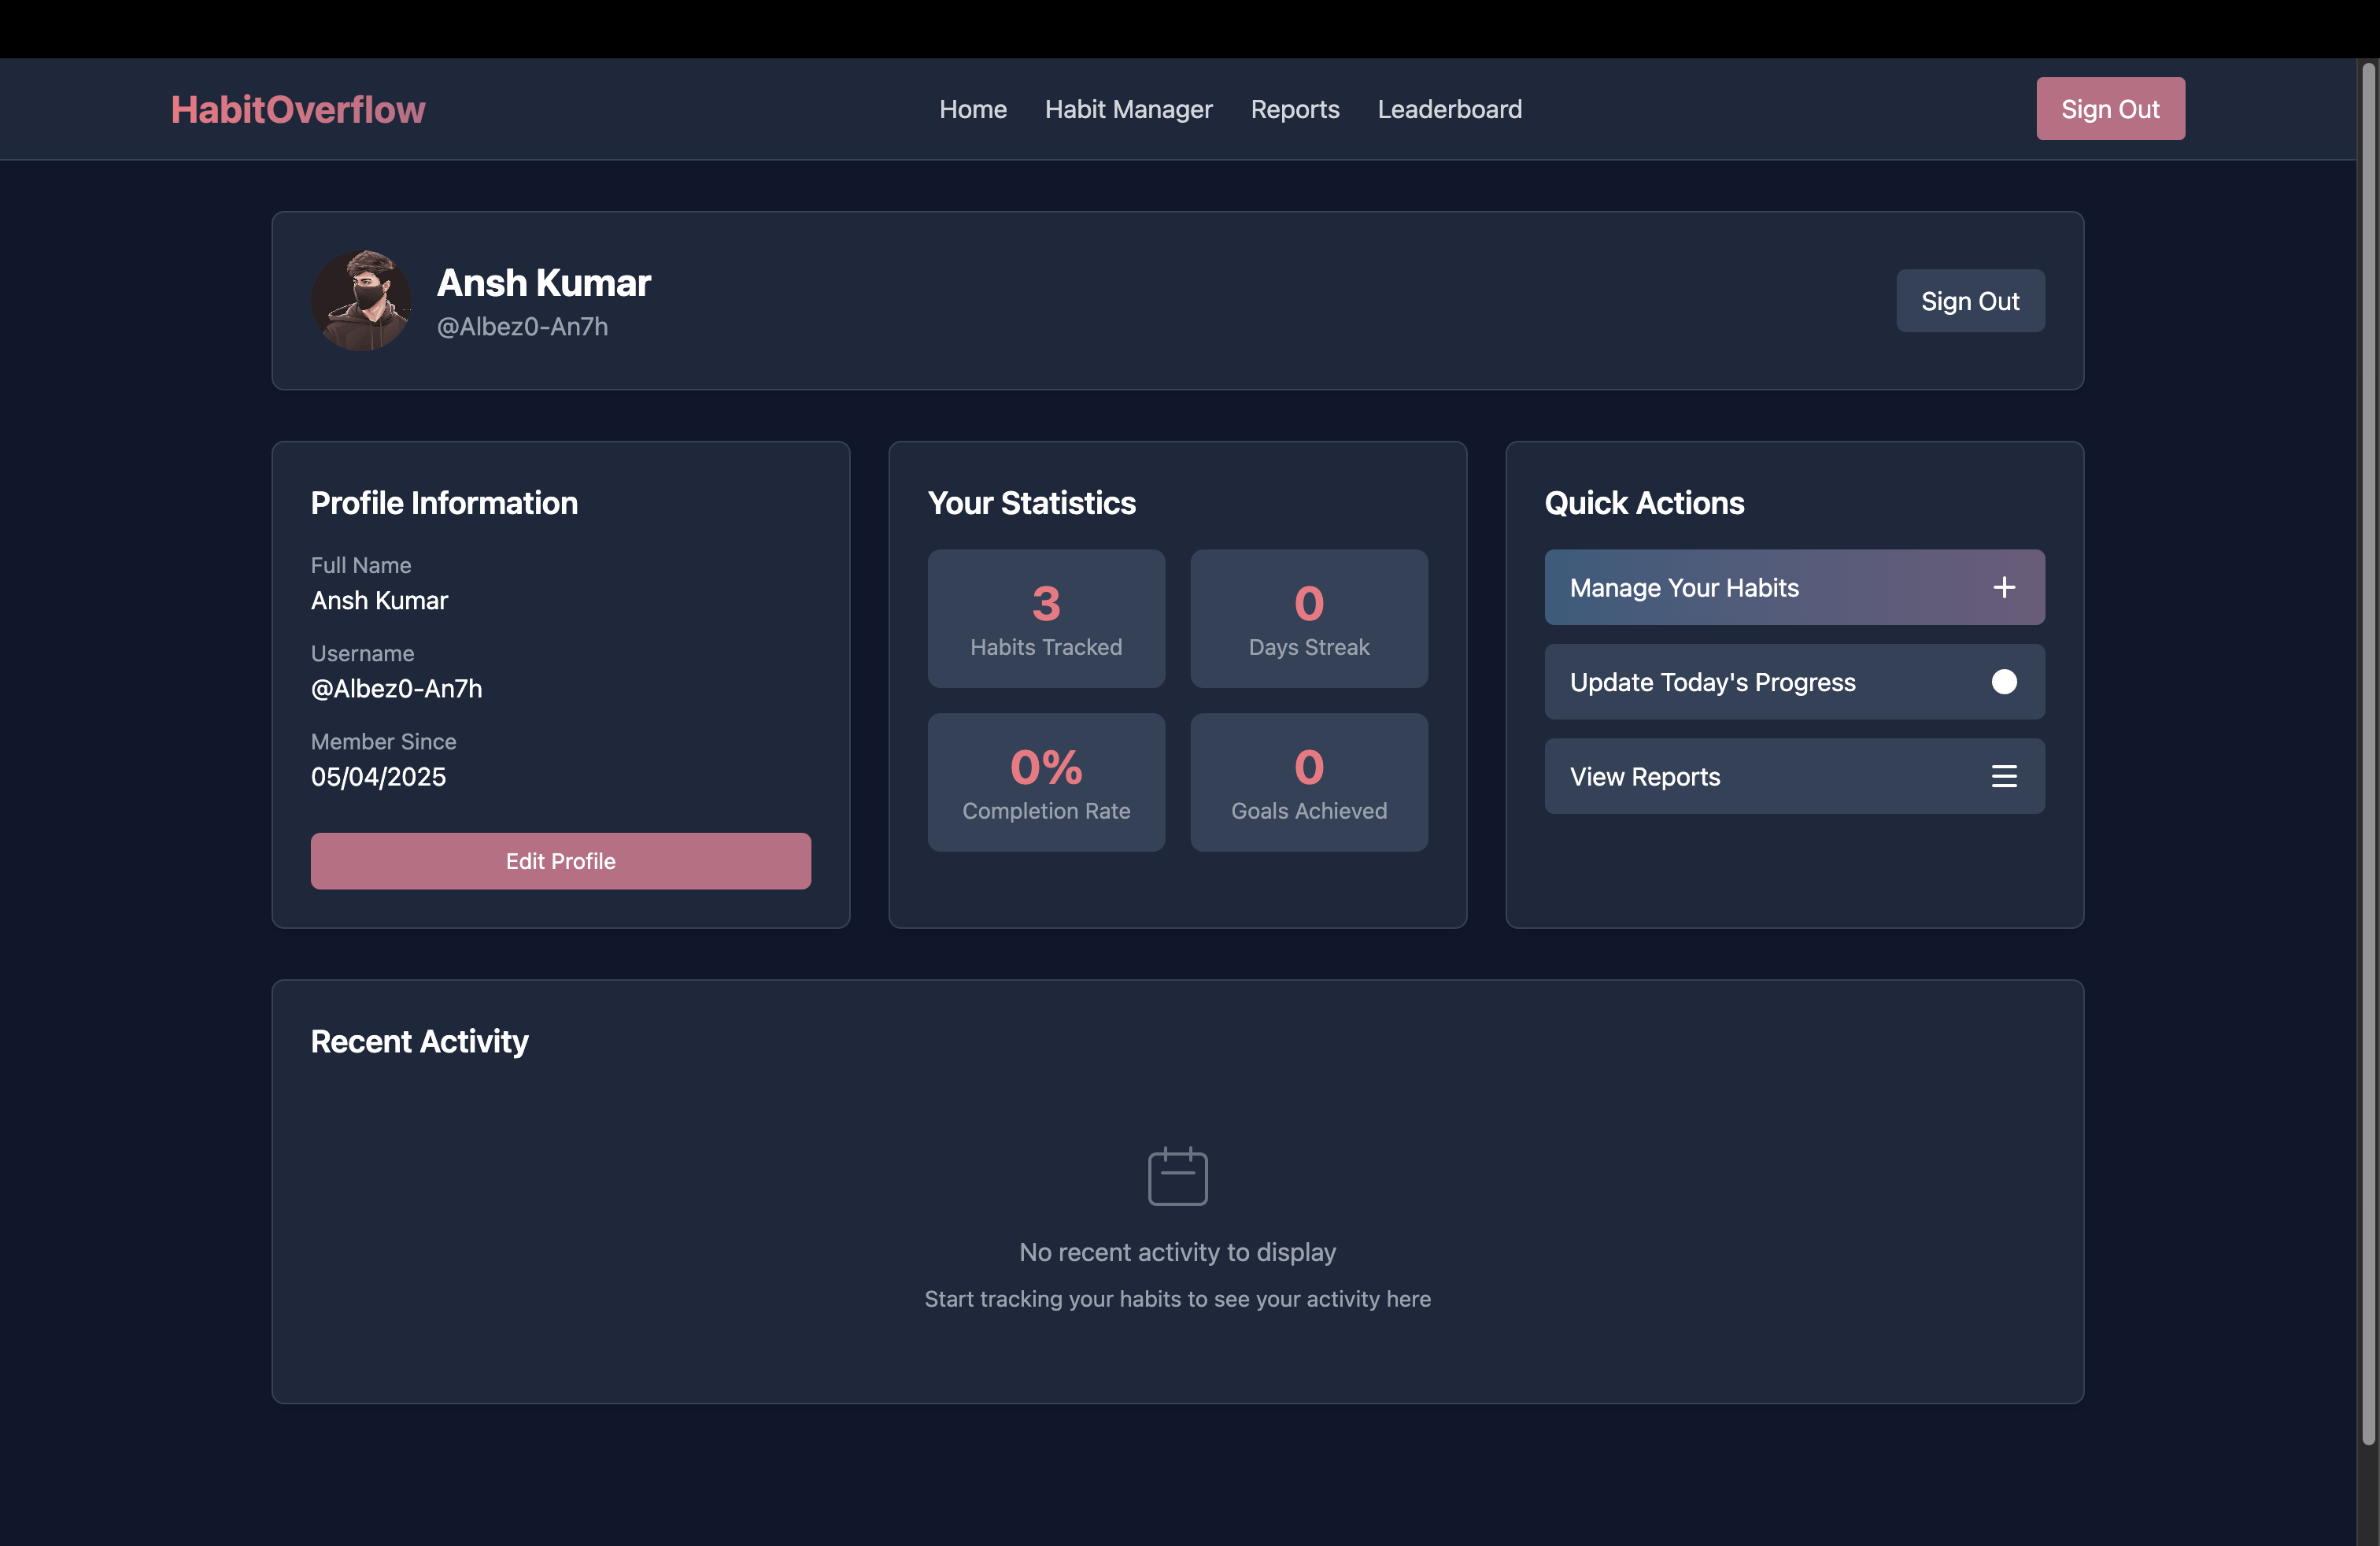 HabitOverflow
Home Habit Manager Reports Leaderboard
Sign Out
Ansh Kumar
@Albez0-An7h
Sign Out
Profile Information
Full Name
Ansh Kumar
Username
@Albez0-An7h
Member Since
05/04/2025
Edit Profile
Your Statistics
3
Habits Tracked
0
Days Streak
0%
Completion Rate
0
Goals Achieved
Quick Actions
Manage Your Habits
Update Today's Progress
View Reports
Recent Activity
No recent activity to display
Start tracking your habits to see your activity here